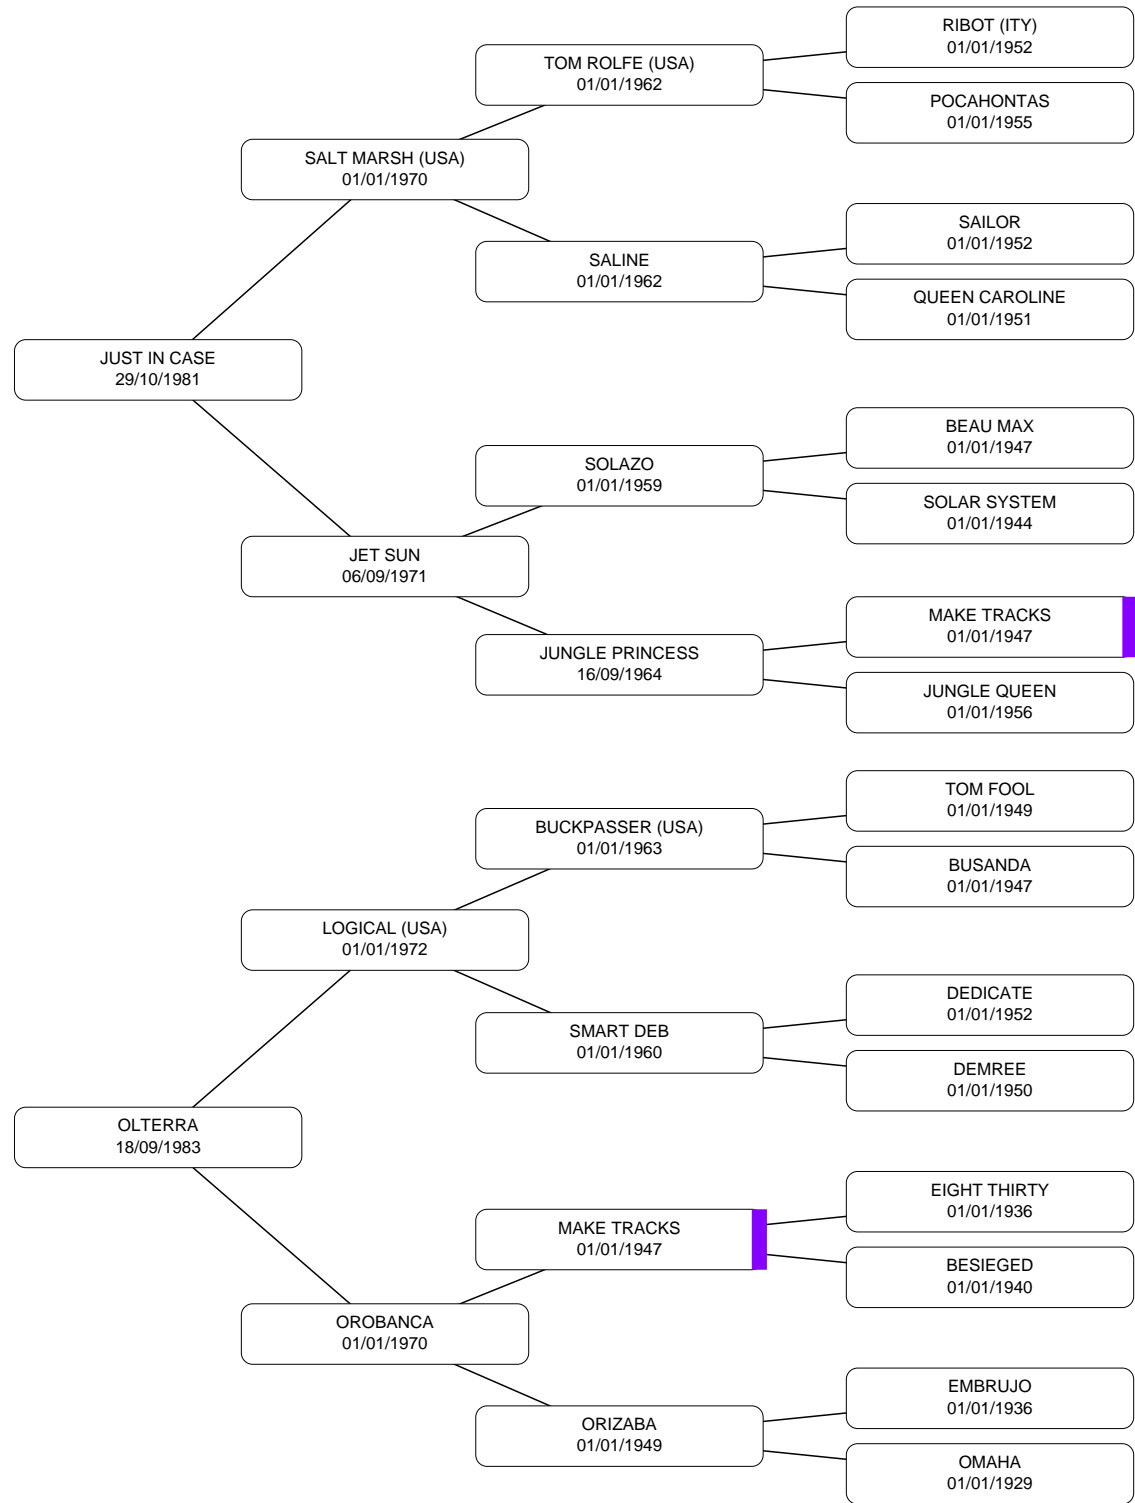 RIBOT (ITY)
01/01/1952
TOM ROLFE (USA)
01/01/1962
POCAHONTAS
01/01/1955
SALT MARSH (USA)
01/01/1970
SAILOR
01/01/1952
SALINE
01/01/1962
QUEEN CAROLINE
01/01/1951
JUST IN CASE
29/10/1981
BEAU MAX
01/01/1947
SOLAZO
01/01/1959
SOLAR SYSTEM
01/01/1944
JET SUN
06/09/1971
MAKE TRACKS
01/01/1947
JUNGLE PRINCESS
16/09/1964
JUNGLE QUEEN
01/01/1956
TOM FOOL
01/01/1949
BUCKPASSER (USA)
01/01/1963
BUSANDA
01/01/1947
LOGICAL (USA)
01/01/1972
DEDICATE
01/01/1952
SMART DEB
01/01/1960
DEMREE
01/01/1950
OLTERRA
18/09/1983
EIGHT THIRTY
01/01/1936
MAKE TRACKS
01/01/1947
BESIEGED
01/01/1940
OROBANCA
01/01/1970
EMBRUJO
01/01/1936
ORIZABA
01/01/1949
OMAHA
01/01/1929